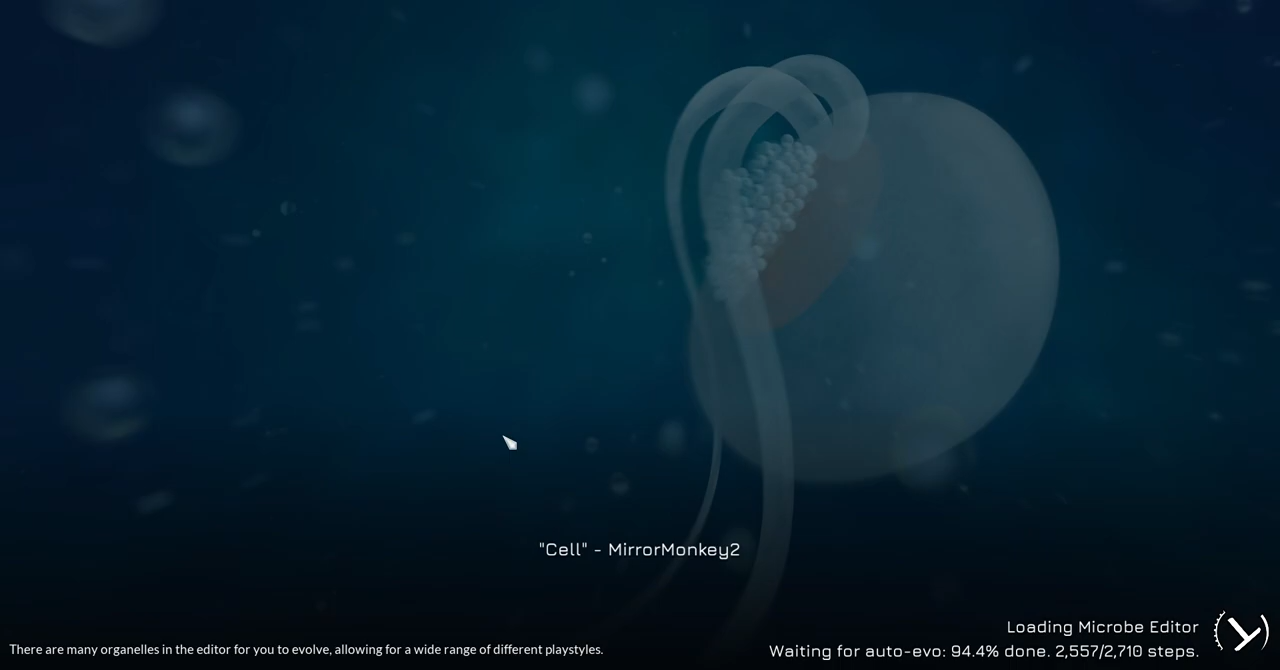 "Cell" - MirrorMonkey2
Loading Microbe Editor
There are many organelles in the editor for you to evolve, allowing for a wide range of different playstyles.
Waiting for auto-evo: 94.4% done. 2,557/2,710 steps.